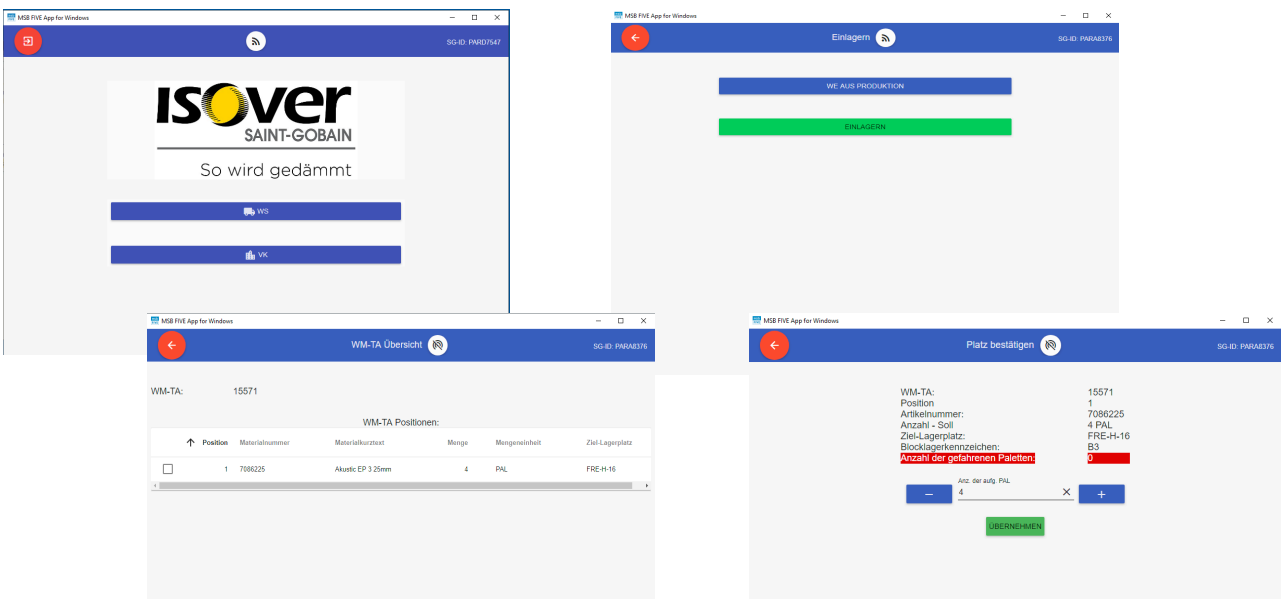 MSB FIVE App for Windows
SG-ID: PARD7547
ISOVER
SAINT-GOBAIN
So wird gedämmt
WS
VK
MSB FIVE App for Windows
Einlagern
SG-ID: PARA8376
WE AUS PRODUKTION
EINLAGERN
MSB FIVE App for Windows
WM-TA Übersicht
SG-ID: PARA8376
WM-TA: 15571
WM-TA Positionen:
Position Materialnummer Materialkurztext Menge Mengeneinheit Ziel-Lagerplatz
1 7086225 Akustic EP 3 25mm 4 PAL FRE-H-16
MSB FIVE App for Windows
Platz bestätigen
SG-ID: PARA8376
WM-TA: 15571
Position 1
Artikelnummer: 7086225
Anzahl - Soll 4 PAL
Ziel-Lagerplatz: FRE-H-16
Blocklagerkennzeichen: B3
Anzahl der gefahrenen Paletten: 0
Anz. der aufg. PAL
4
ÜBERNEHMEN